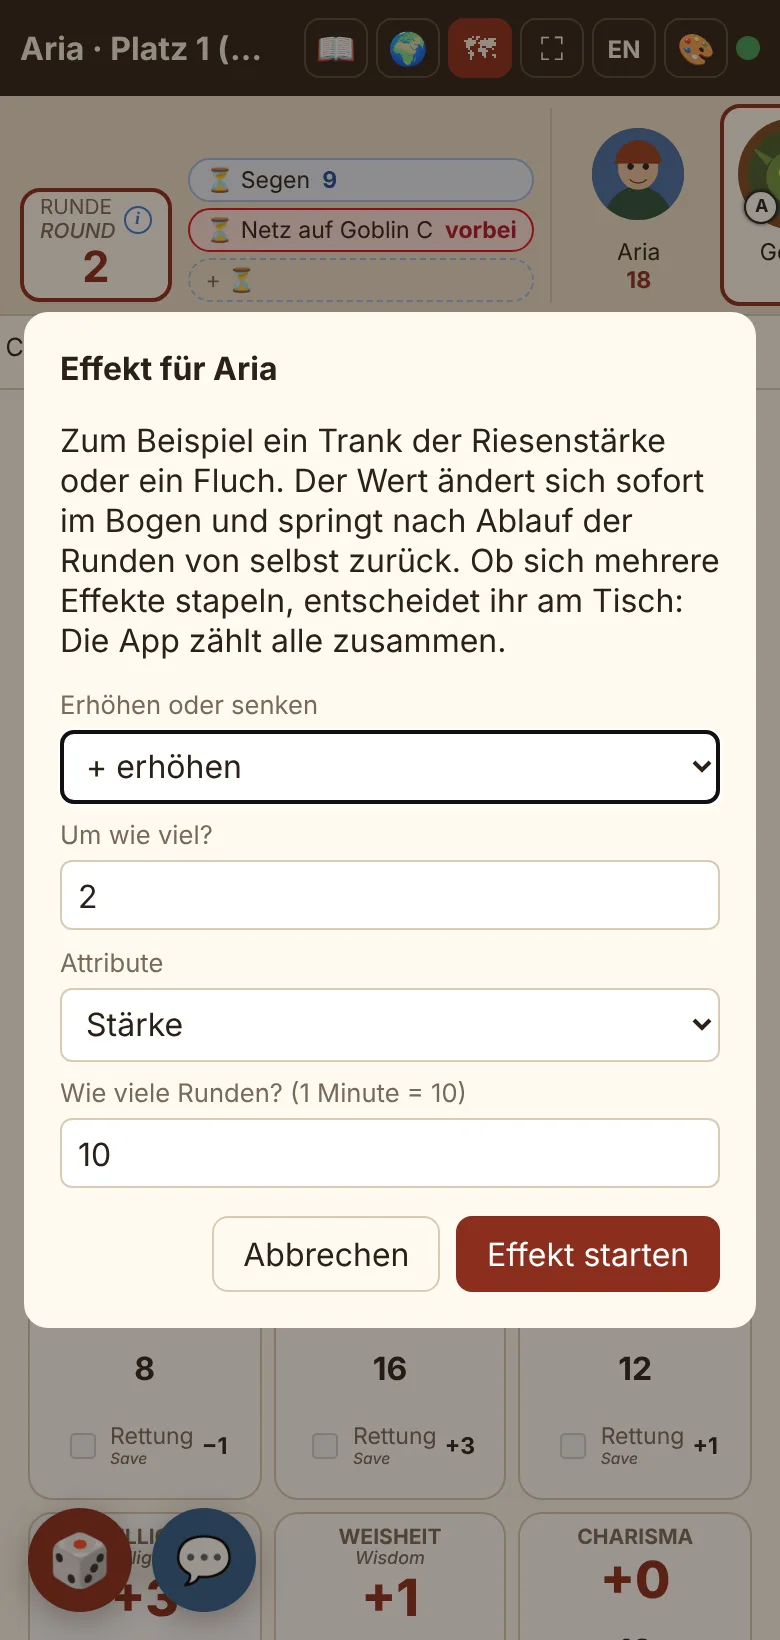 Aria · Platz 1 (...
EN
RUNDE
ROUND
i
2
Segen 9
Netz auf Goblin C vorbei
+
Aria
18
A
Effekt für Aria
Zum Beispiel ein Trank der Riesenstärke
oder ein Fluch. Der Wert ändert sich sofort
im Bogen und springt nach Ablauf der
Runden von selbst zurück. Ob sich mehrere
Effekte stapeln, entscheidet ihr am Tisch:
Die App zählt alle zusammen.
Erhöhen oder senken
+ erhöhen
Um wie viel?
2
Attribute
Stärke
Wie viele Runden? (1 Minute = 10)
10
Abbrechen
Effekt starten
8
16
12
Rettung −1
Save
Rettung +3
Save
Rettung +1
Save
WEISHEIT
Wisdom
+1
CHARISMA
+0
+3